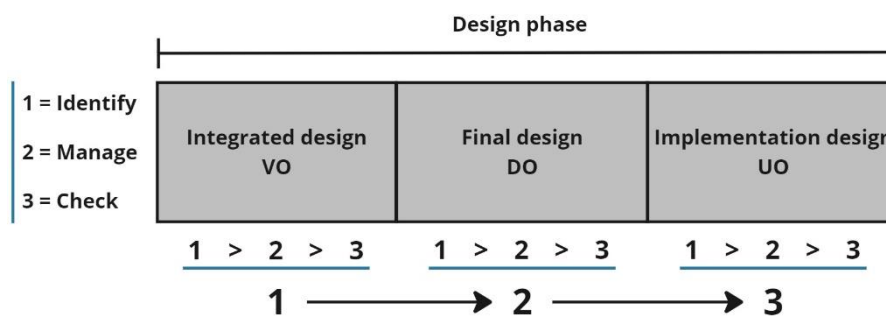 Design phase
1 = Identify
2 = Manage
3 = Check
Integrated design
VO
Final design
DO
Implementation design
UO
1 > 2 > 3
1 > 2 > 3
1 > 2 > 3
1
2
3